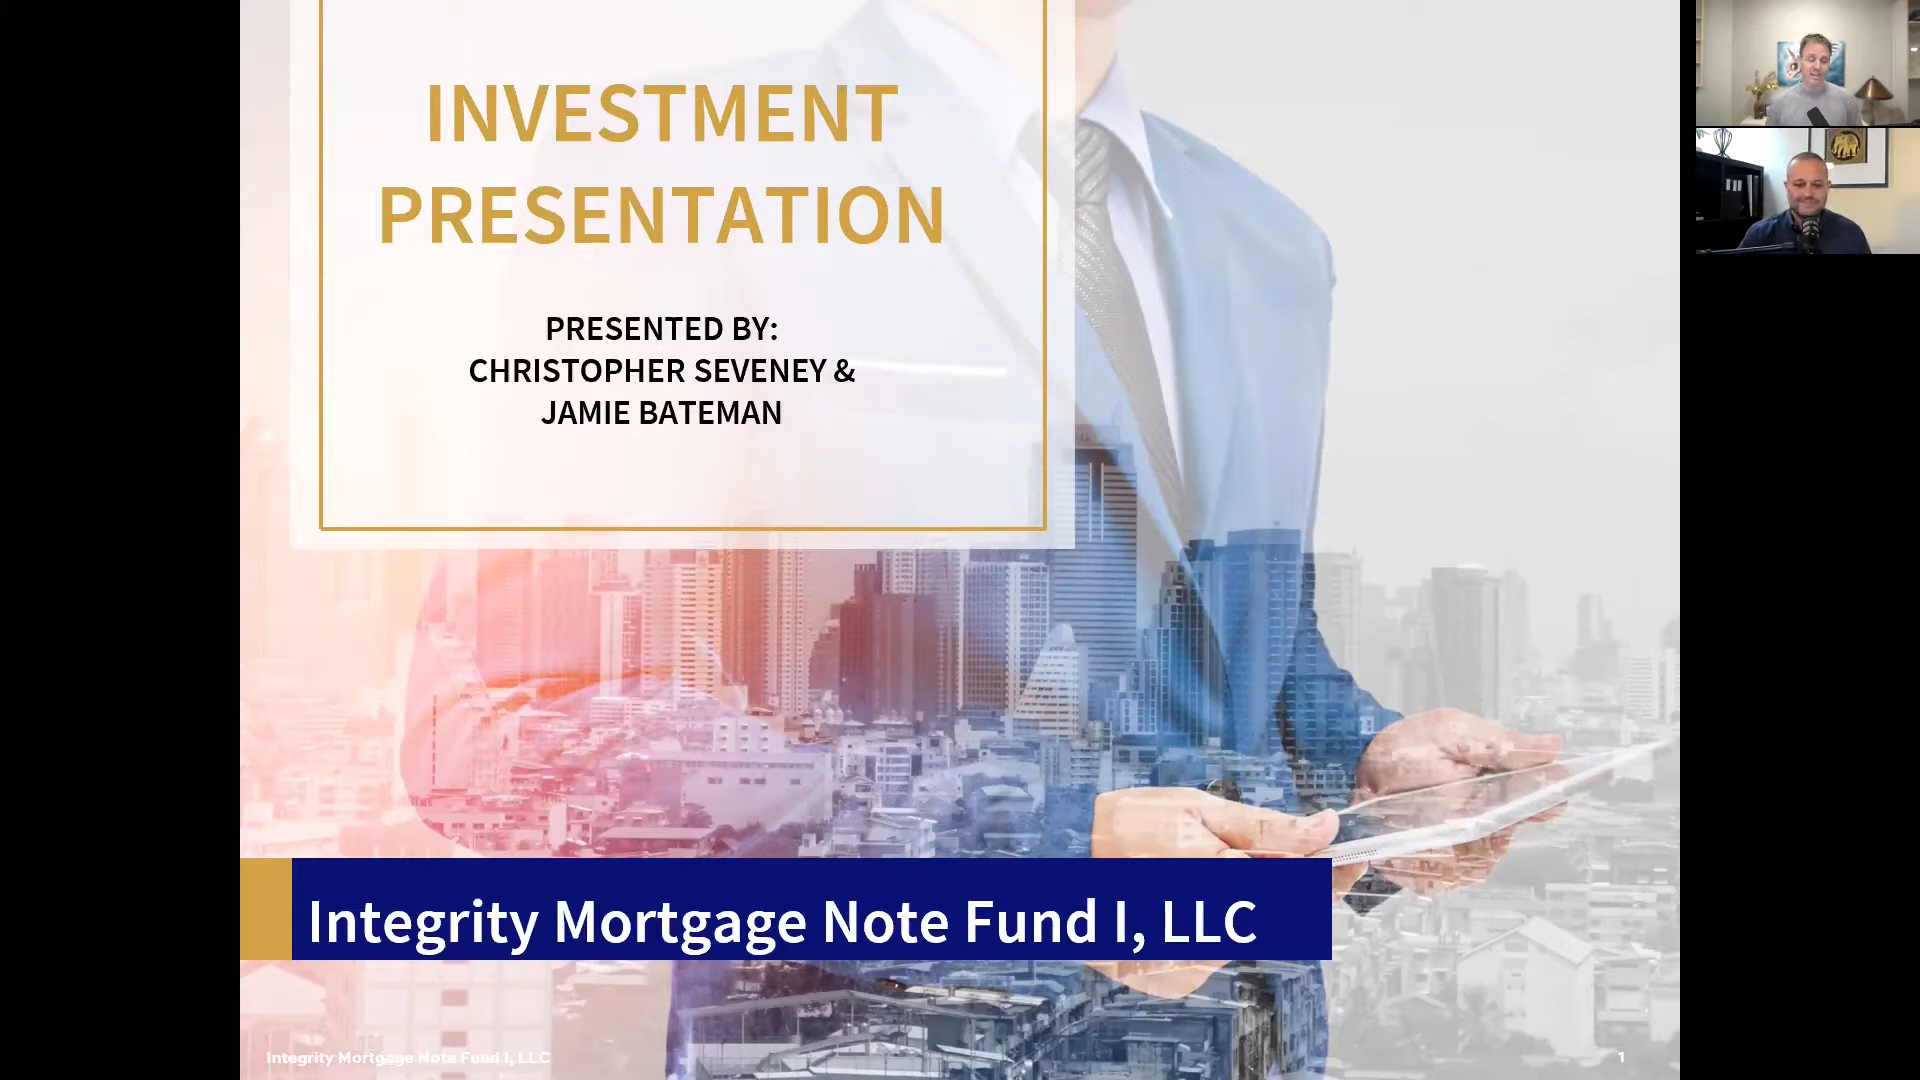 INVESTMENT
PRESENTATION
PRESENTED BY:
CHRISTOPHER SEVENEY &
JAMIE BATEMAN
Integrity Mortgage Note Fund I, LLC
Integrity Mortgage Note Fund I, LLC
1